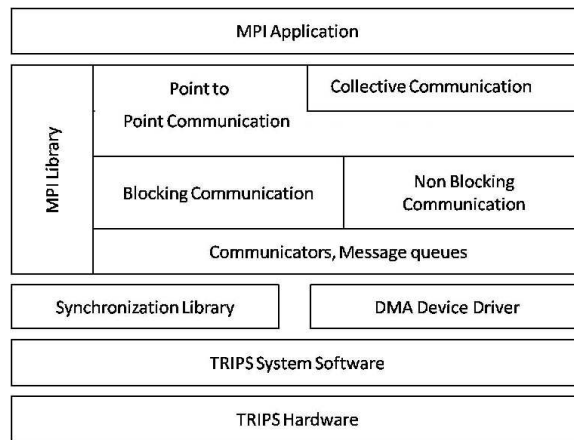 MPI Application
MPI Library
Point to
Point Communication
Collective Communication
Blocking Communication
Non Blocking
Communication
Communicators, Message queues
Synchronization Library
DMA Device Driver
TRIPS System Software
TRIPS Hardware